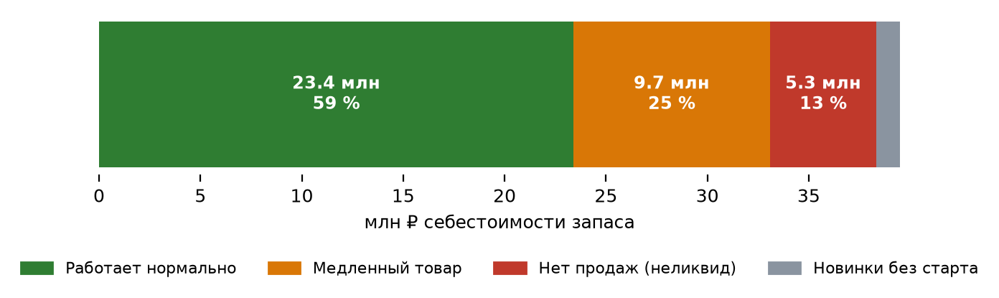 23.4 млн
59 %
9.7 млн
25 %
5.3 млн
13 %
0 5 10 15 20 25 30 35
млн ₽ себестоимости запаса
Работает нормально Медленный товар Нет продаж (неликвид) Новинки без старта